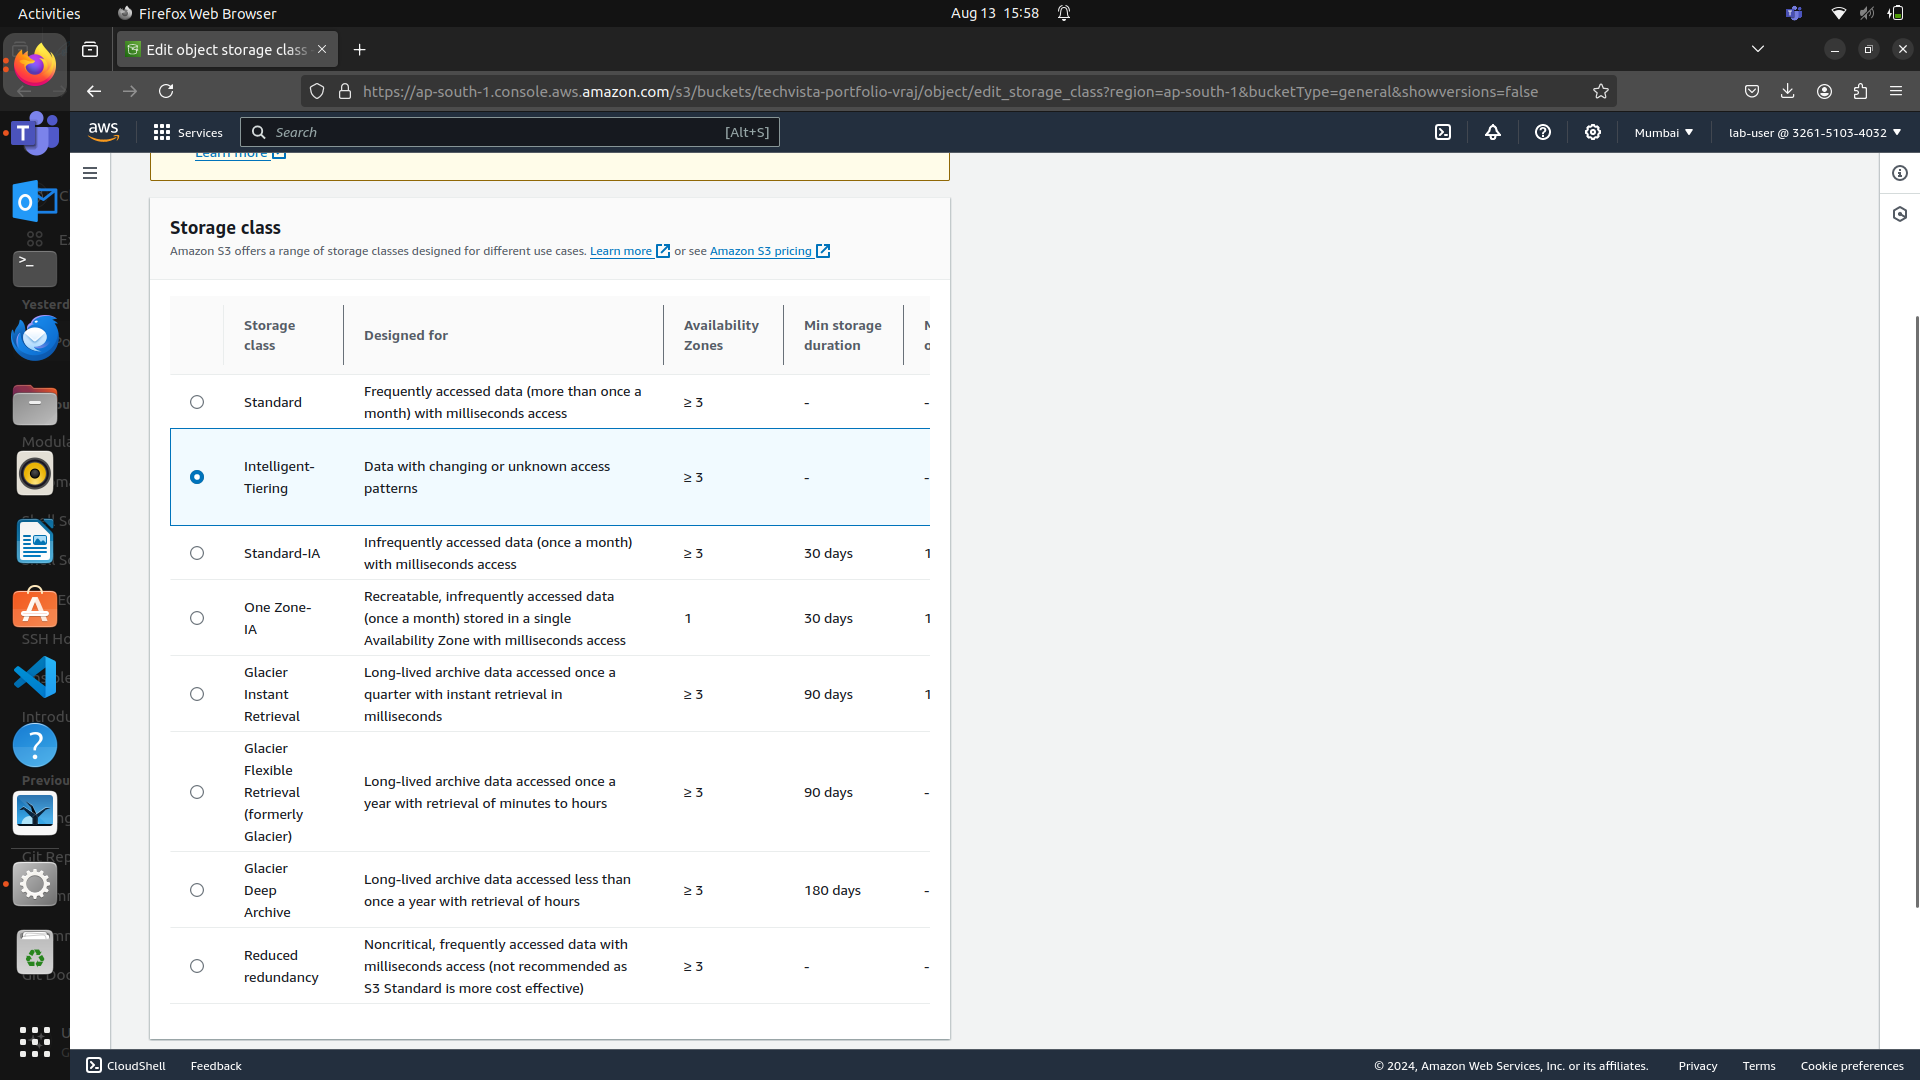 Activities
Firefox Web Browser
Aug 13 15:58
Edit object storage class
https://ap-south-1.console.aws.amazon.com/s3/buckets/techvista-portfolio-vraj/object/edit_storage_class?region=ap-south-1&bucketType=general&showversions=false
aws
Services
Search
[Alt+S]
Mumbai
lab-user @ 3261-5103-4032
Learn more
Storage class
Amazon S3 offers a range of storage classes designed for different use cases. Learn more or see Amazon S3 pricing
Storage class
Designed for
Availability Zones
Min storage duration
Standard
Frequently accessed data (more than once a
month) with milliseconds access
≥ 3
-
-
Intelligent-
Tiering
Data with changing or unknown access
patterns
≥ 3
-
-
Standard-IA
Infrequently accessed data (once a month)
with milliseconds access
≥ 3
30 days
1
One Zone-
IA
Recreatable, infrequently accessed data
(once a month) stored in a single
Availability Zone with milliseconds access
1
30 days
1
Glacier
Instant
Retrieval
Long-lived archive data accessed once a
quarter with instant retrieval in
milliseconds
≥ 3
90 days
1
Glacier
Flexible
Retrieval
(formerly
Glacier)
Long-lived archive data accessed once a
year with retrieval of minutes to hours
≥ 3
90 days
-
Glacier
Deep
Archive
Long-lived archive data accessed less than
once a year with retrieval of hours
≥ 3
180 days
-
Reduced
redundancy
Noncritical, frequently accessed data with
milliseconds access (not recommended as
S3 Standard is more cost effective)
≥ 3
-
-
CloudShell
Feedback
© 2024, Amazon Web Services, Inc. or its affiliates.
Privacy
Terms
Cookie preferences